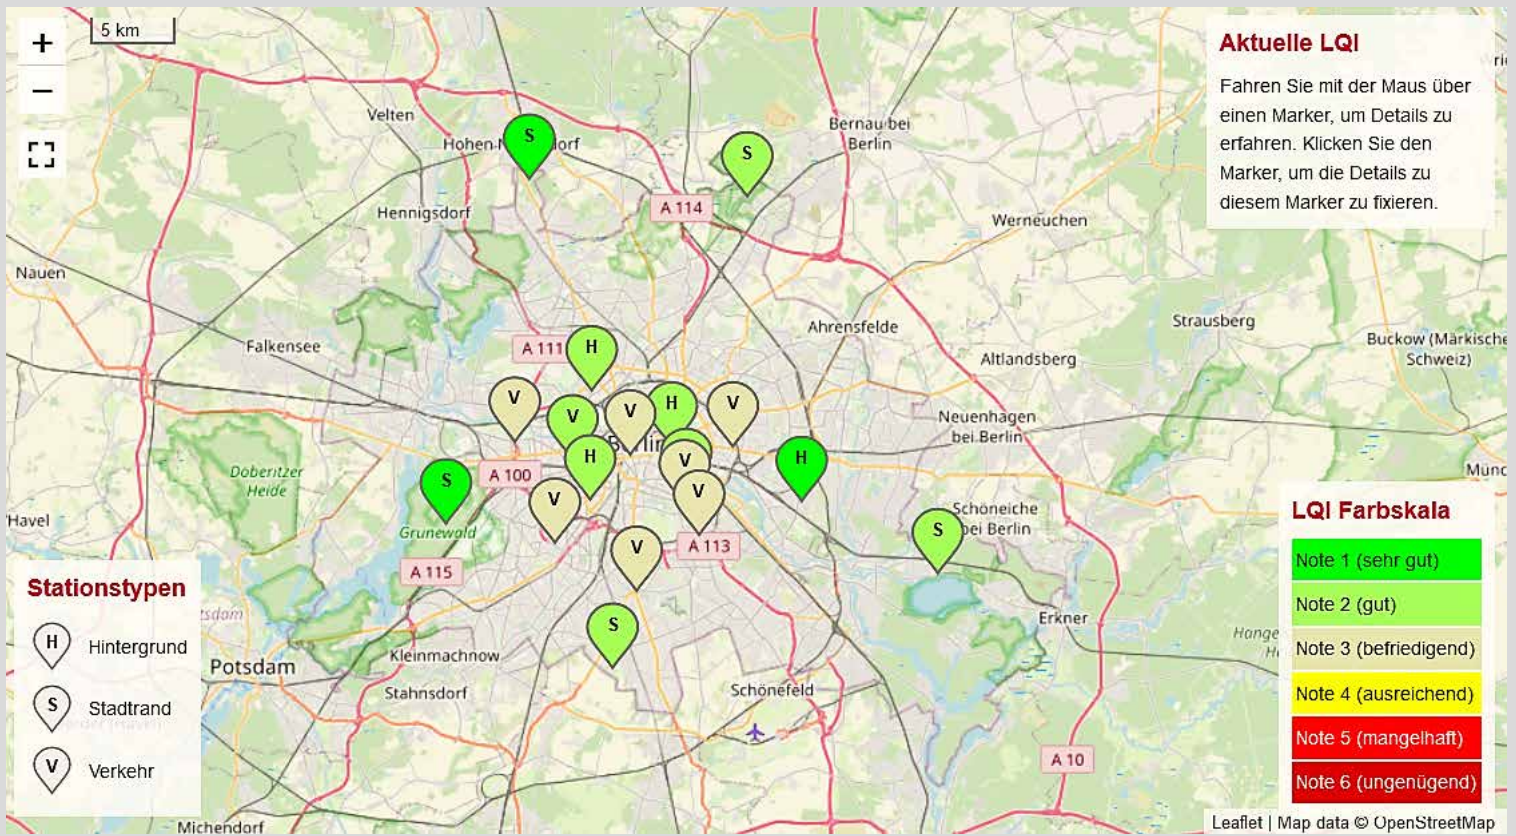 +
5 km
−
Aktuelle LQI
Fahren Sie mit der Maus über
einen Marker, um Details zu
erfahren. Klicken Sie den
Marker, um die Details zu
diesem Marker zu fixieren.
Velten
Bernau bei
Berlin
S
S
A 114
Hennigsdorf
Werneuchen
Nauen
Strausberg
Ahrensfelde
Buckow (Märkische
Schweiz)
Falkensee
A 111
H
Altlandsberg
V
V
V
H
V
Neuenhagen
bei Berlin
Berlin
H
V
H
Döberitzer
Heide
A 100
S
V
V
Schöneiche
bei Berlin
Havel
Grunewald
S
A 115
V
A 113
S
Erkner
Potsdam
Kleinmachnow
Stahnsdorf
Schönefeld
A 10
Michendorf
Stationstypen
H Hintergrund
S Stadtrand
V Verkehr
LQI Farbskala
Note 1 (sehr gut)
Note 2 (gut)
Note 3 (befriedigend)
Note 4 (ausreichend)
Note 5 (mangelhaft)
Note 6 (ungenügend)
Leaflet | Map data © OpenStreetMap